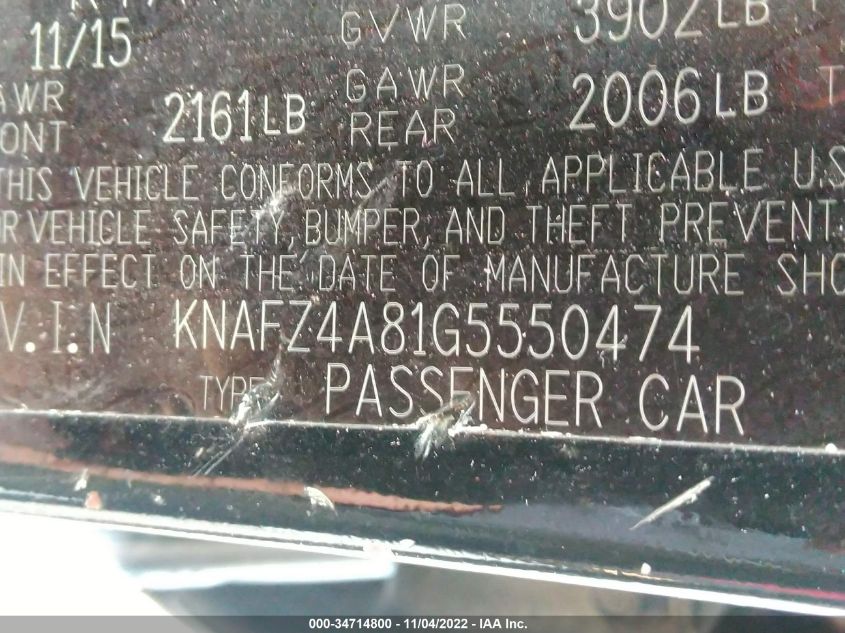 11/15 GVWR 3902LB
AWR GAWR
ONT 2161LB REAR 2006LB T
THIS VEHICLE CONFORMS TO ALL APPLICABLE U.S
R VEHICLE SAFETY, BUMPER, AND THEFT PREVENT
IN EFFECT ON THE DATE OF MANUFACTURE SHO
V.I.N KNAFZ4A81G5550474
TYPE PASSENGER CAR
000-34714800 - 11/04/2022 - IAA Inc.